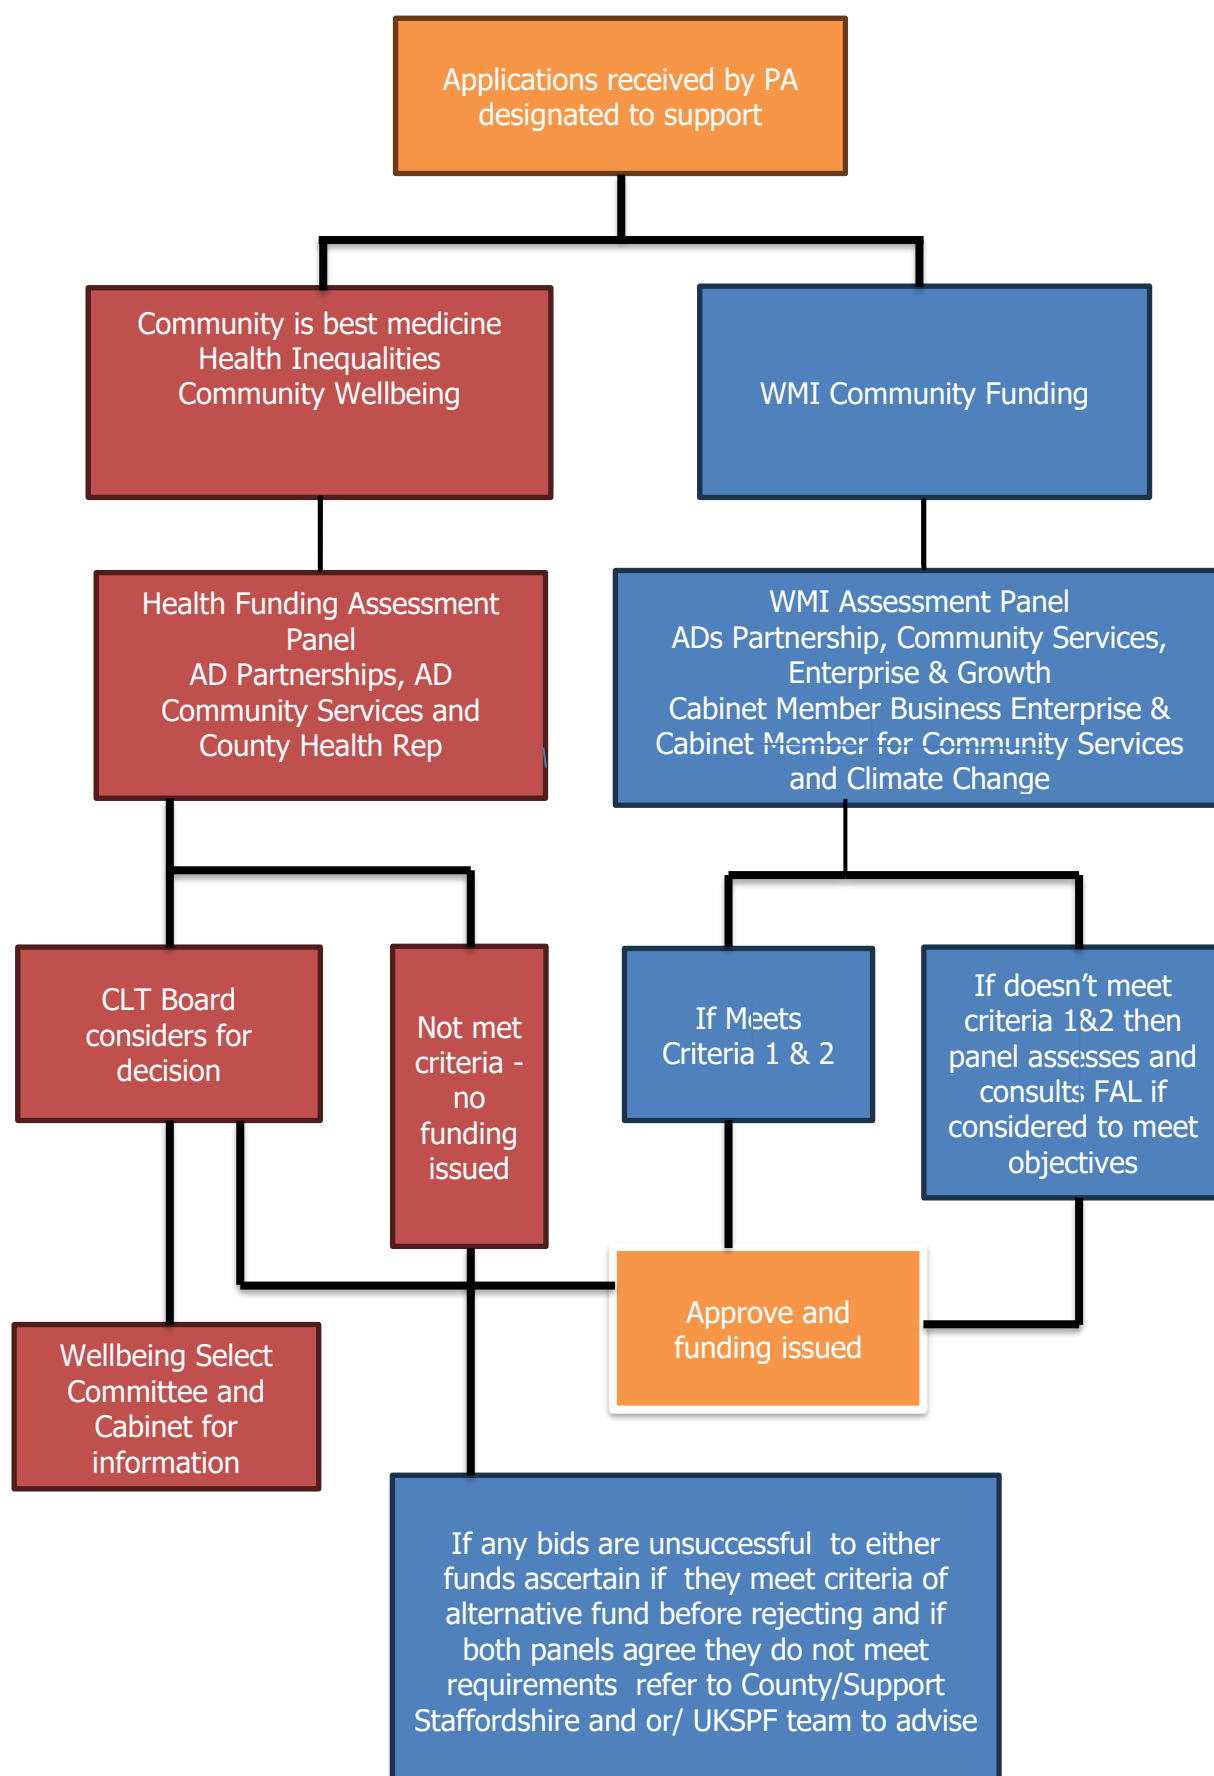 Applications received by PA
designated to support
Community is best medicine
Health Inequalities
Community Wellbeing
WMI Community Funding
Health Funding Assessment
Panel
AD Partnerships, AD
Community Services and
County Health Rep
WMI Assessment Panel
ADs Partnership, Community Services,
Enterprise & Growth
Cabinet Member Business Enterprise &
Cabinet Member for Community Services
and Climate Change
CLT Board
considers for
decision
Not met
criteria -
no
funding
issued
If Meets
Criteria 1 & 2
If doesn't meet
criteria 1&2 then
panel assesses and
consults FAL if
considered to meet
objectives
Approve and
funding issued
Wellbeing Select
Committee and
Cabinet for
information
If any bids are unsuccessful to either
funds ascertain if they meet criteria of
alternative fund before rejecting and if
both panels agree they do not meet
requirements refer to County/Support
Staffordshire and or/ UKSPF team to advise